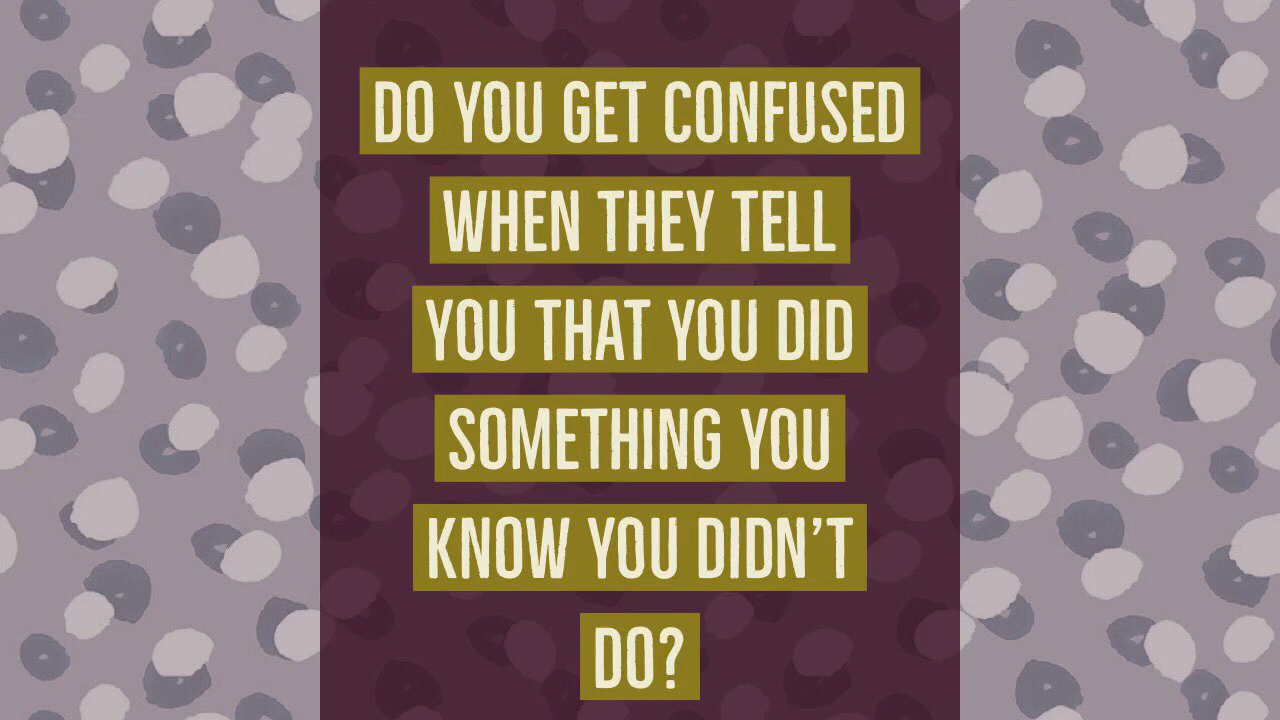 DO YOU GET CONFUSED
WHEN THEY TELL
YOU THAT YOU DID
SOMETHING YOU
KNOW YOU DIDN'T
DO?